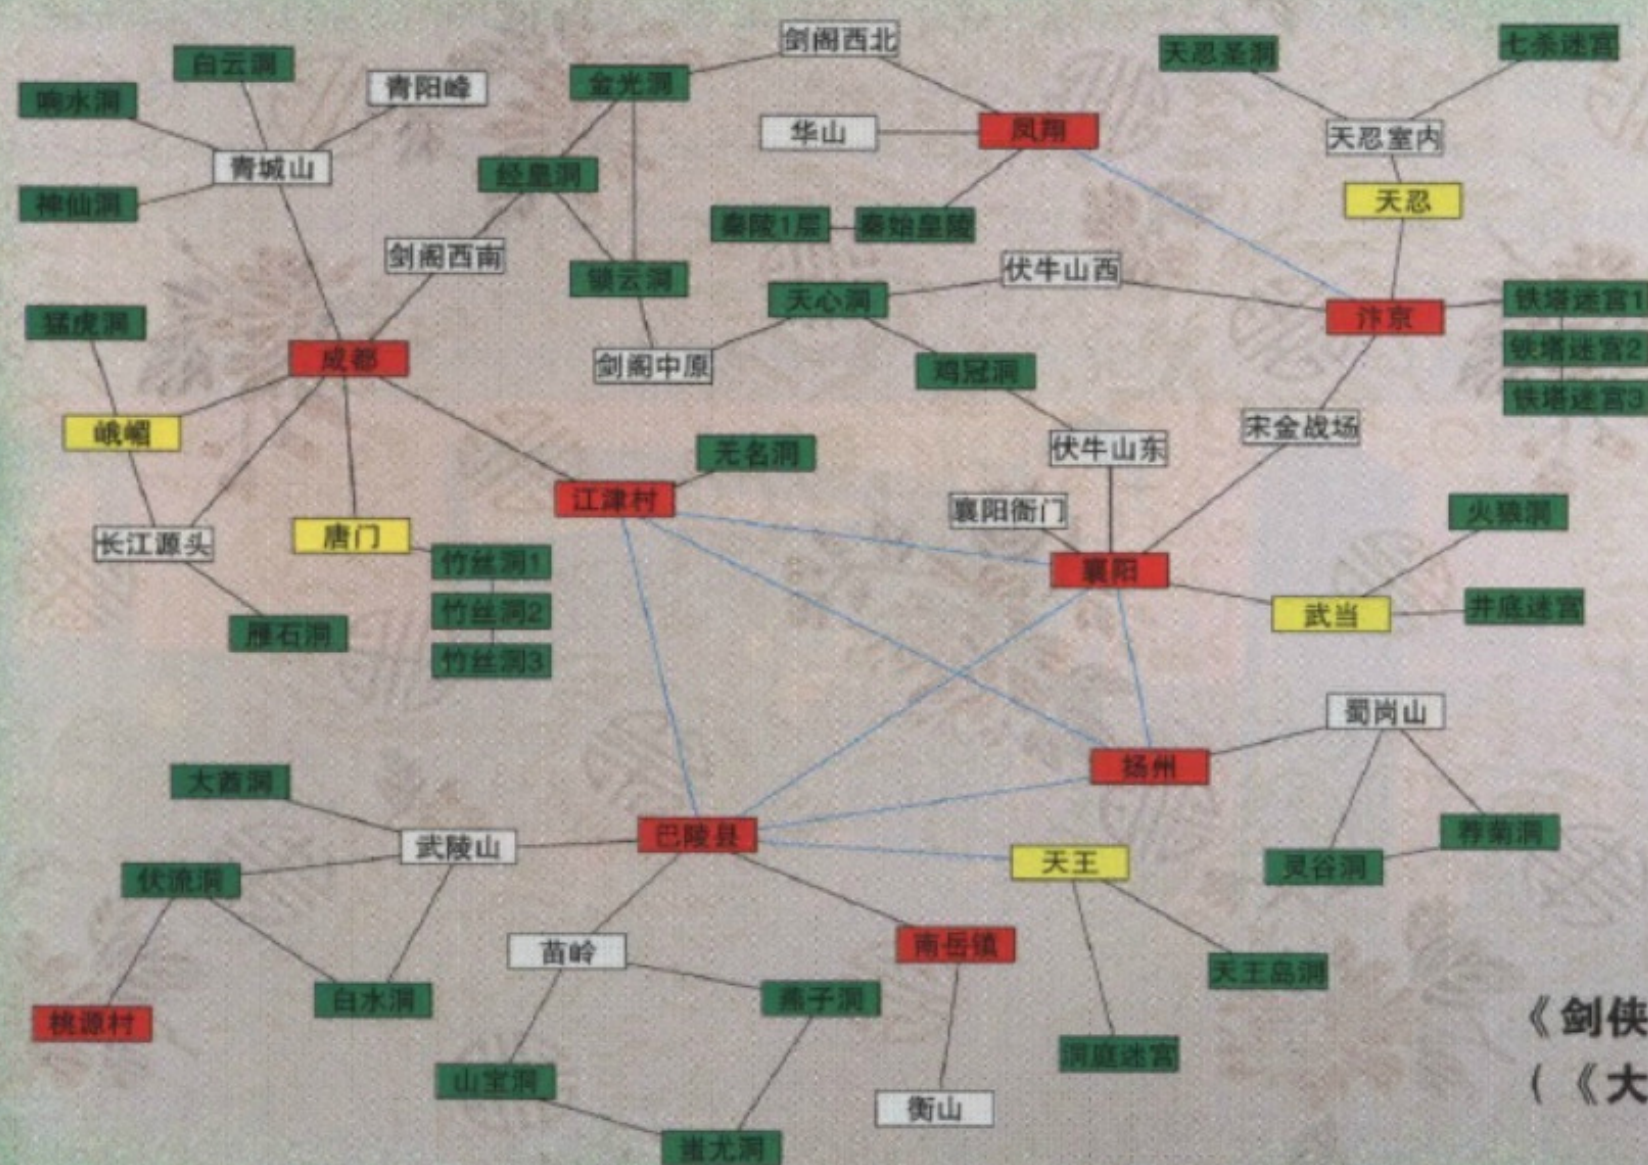 剑阁西北
天忍圣洞
七杀迷宫
白云洞
金光洞
青阳峰
响水洞
华山
凤翔
天忍室内
青城山
经皇洞
天忍
神仙洞
秦陵1层
秦始皇陵
剑阁西南
锁云洞
伏牛山西
天心洞
铁塔迷宫1
汴京
猛虎洞
铁塔迷宫2
成都
剑阁中原
鸡冠洞
铁塔迷宫3
峨嵋
宋金战场
伏牛山东
无名洞
江津村
襄阳衙门
火狼洞
唐门
长江源头
竹丝洞1
襄阳
竹丝洞2
井底迷宫
武当
雁石洞
竹丝洞3
蜀岗山
扬州
大酋洞
巴陵县
养菊洞
武陵山
天王
灵谷洞
伏流洞
南岳镇
苗岭
天王岛洞
白水洞
燕子洞
桃源村
《剑侠
洞庭迷宫
山宝洞
（《大
衡山
蚩尤洞